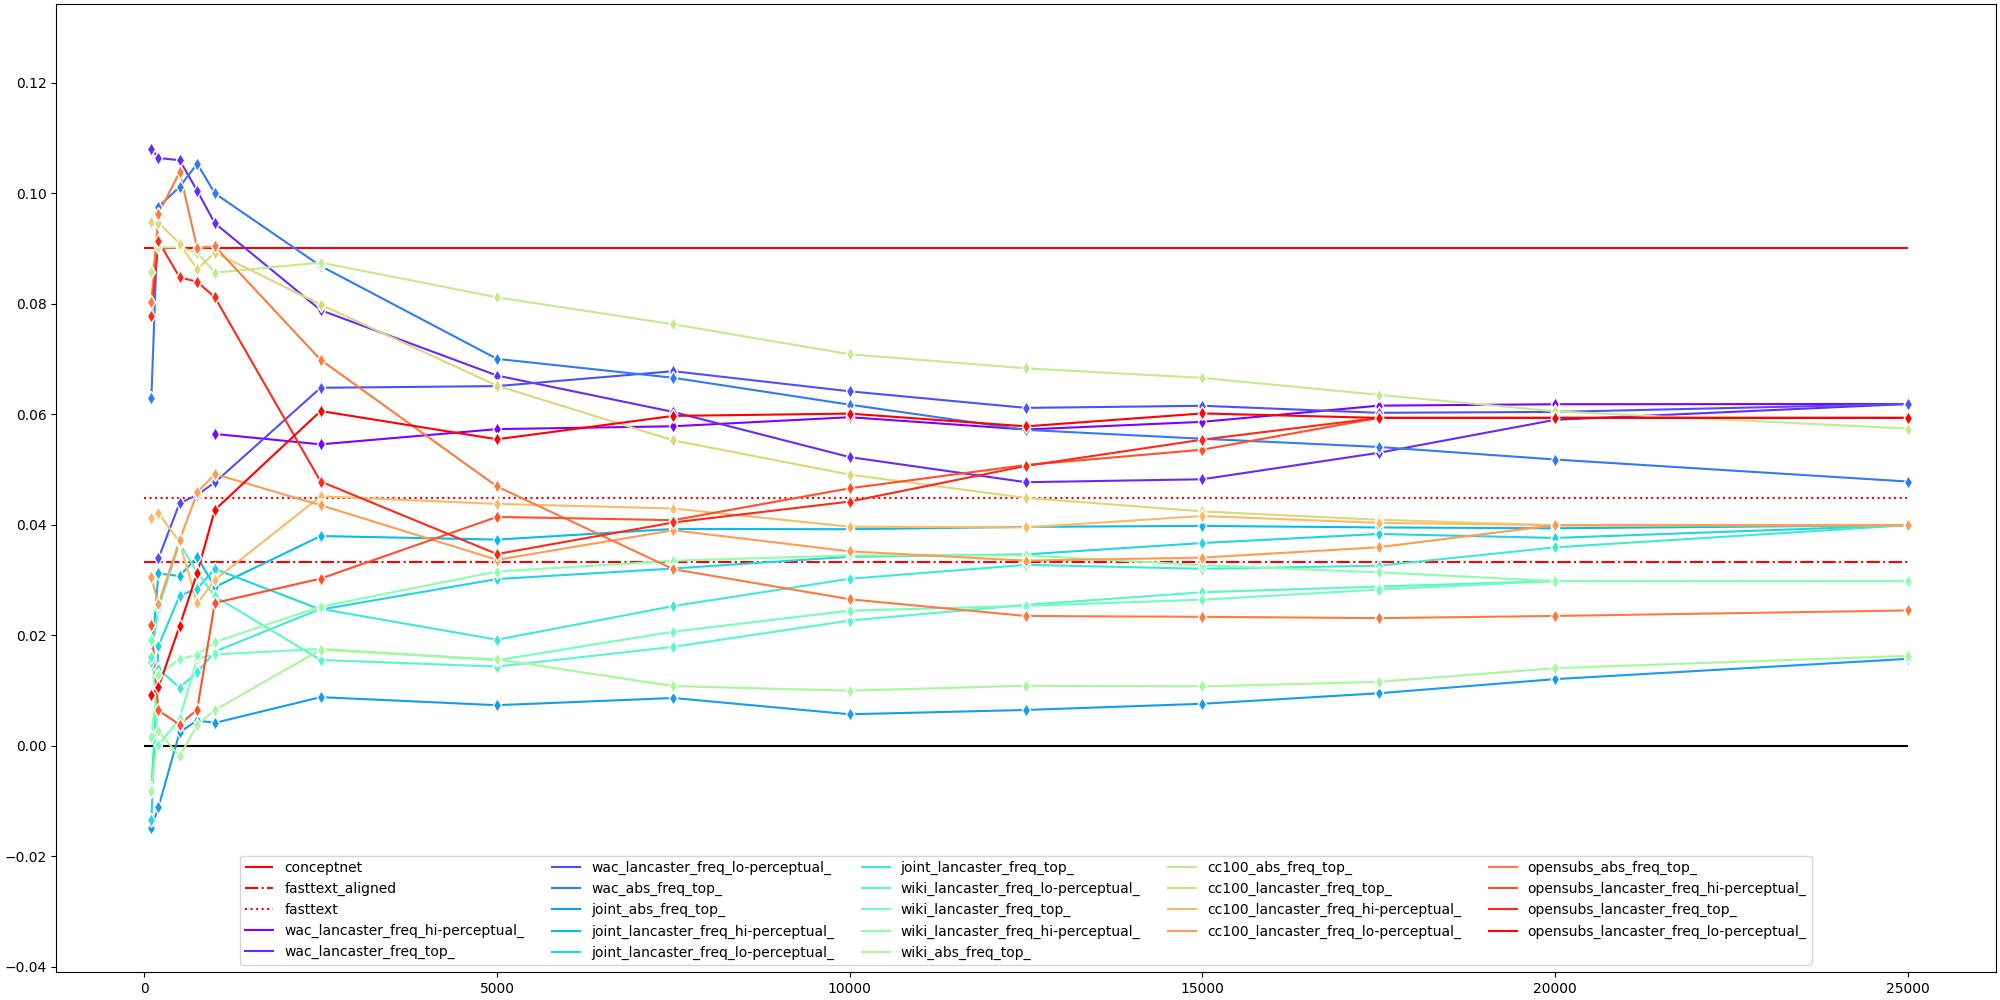 0.12
0.10
0.08
0.06
0.04
0.02
0.00
−0.02
−0.04
conceptnet
fasttext_aligned
fasttext
wac_lancaster_freq_hi-perceptual_
wac_lancaster_freq_top_
wac_lancaster_freq_lo-perceptual_
wac_abs_freq_top_
joint_abs_freq_top_
joint_lancaster_freq_hi-perceptual_
joint_lancaster_freq_lo-perceptual_
joint_lancaster_freq_top_
wiki_lancaster_freq_lo-perceptual_
wiki_lancaster_freq_top_
wiki_lancaster_freq_hi-perceptual_
wiki_abs_freq_top_
cc100_abs_freq_top_
cc100_lancaster_freq_top_
cc100_lancaster_freq_hi-perceptual_
cc100_lancaster_freq_lo-perceptual_
opensubs_abs_freq_top_
opensubs_lancaster_freq_hi-perceptual_
opensubs_lancaster_freq_top_
opensubs_lancaster_freq_lo-perceptual_
0 5000 10000 15000 20000 25000